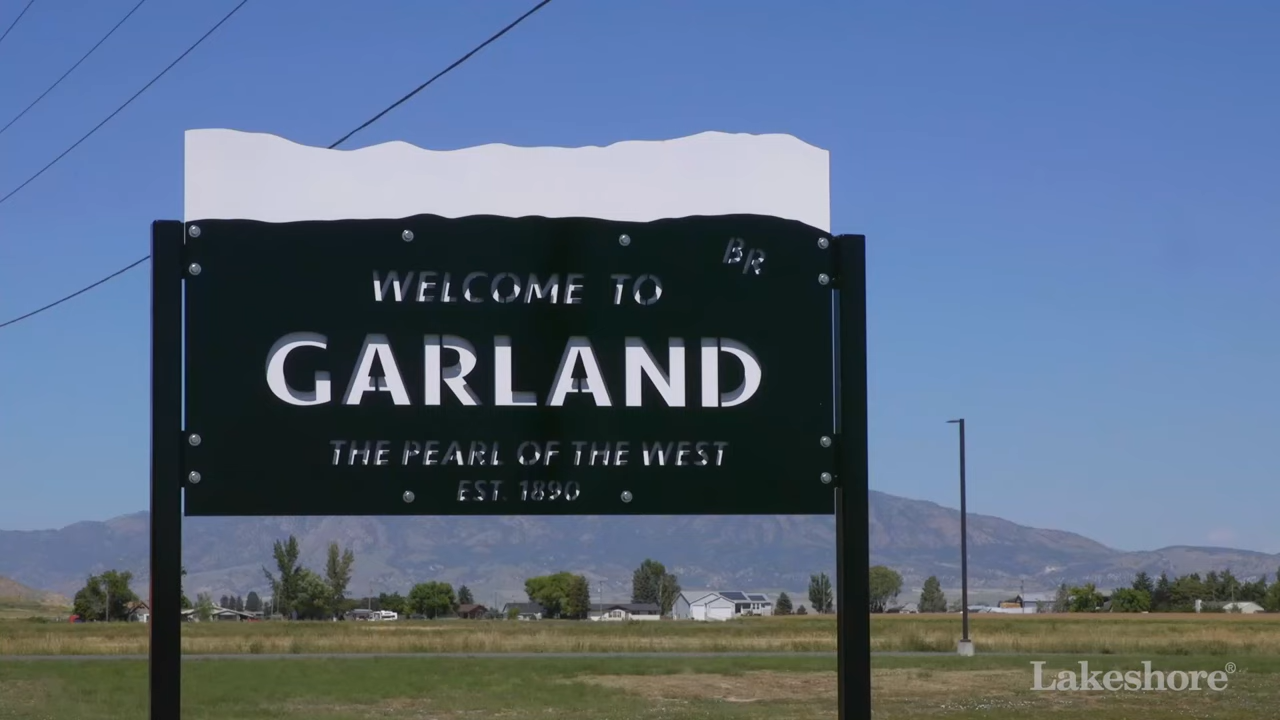 BR
WELCOME TO
GARLAND
THE PEARL OF THE WEST
EST. 1890
Lakeshore®